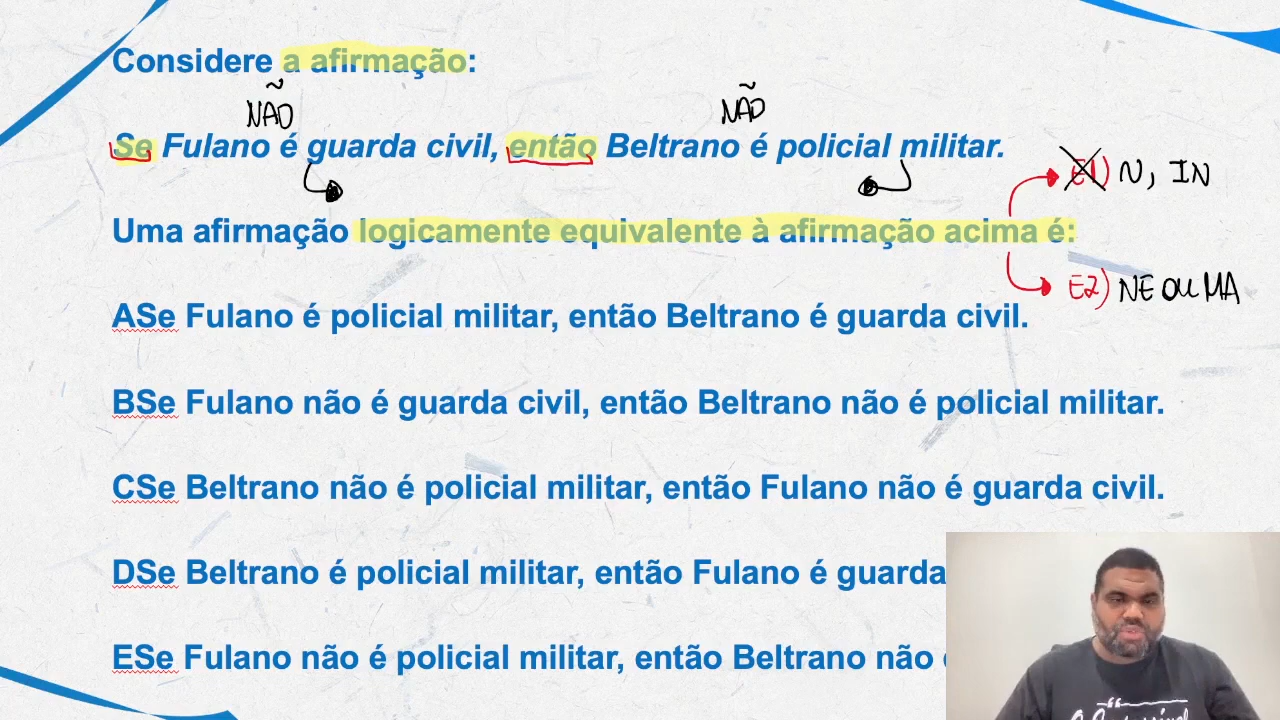 Considere a afirmação:
NÃO NÃO
Se Fulano é guarda civil, então Beltrano é policial militar.
E1) N, IN
Uma afirmação logicamente equivalente à afirmação acima é:
E2) NE OU MA
ASe Fulano é policial militar, então Beltrano é guarda civil.
BSe Fulano não é guarda civil, então Beltrano não é policial militar.
CSe Beltrano não é policial militar, então Fulano não é guarda civil.
DSe Beltrano é policial militar, então Fulano é guarda
ESe Fulano não é policial militar, então Beltrano não